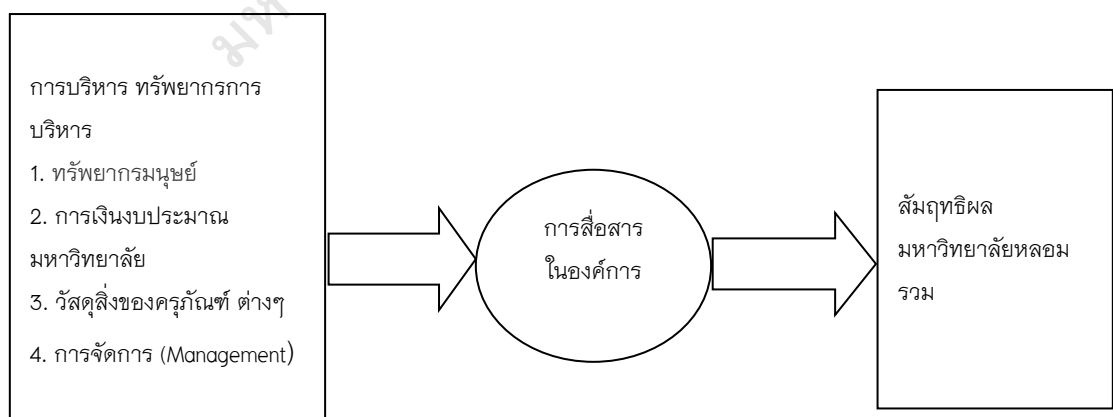 มห
การบริหาร ทรัพยากรการ
บริหาร
1. ทรัพยากรมนุษย์
2. การเงินงบประมาณ
มหาวิทยาลัย
3. วัสดุสิ่งของครุภัณฑ์ ต่างๆ
4. การจัดการ (Management)
การสื่อสาร
ในองค์การ
สัมฤทธิผล
มหาวิทยาลัยหลอม
รวม